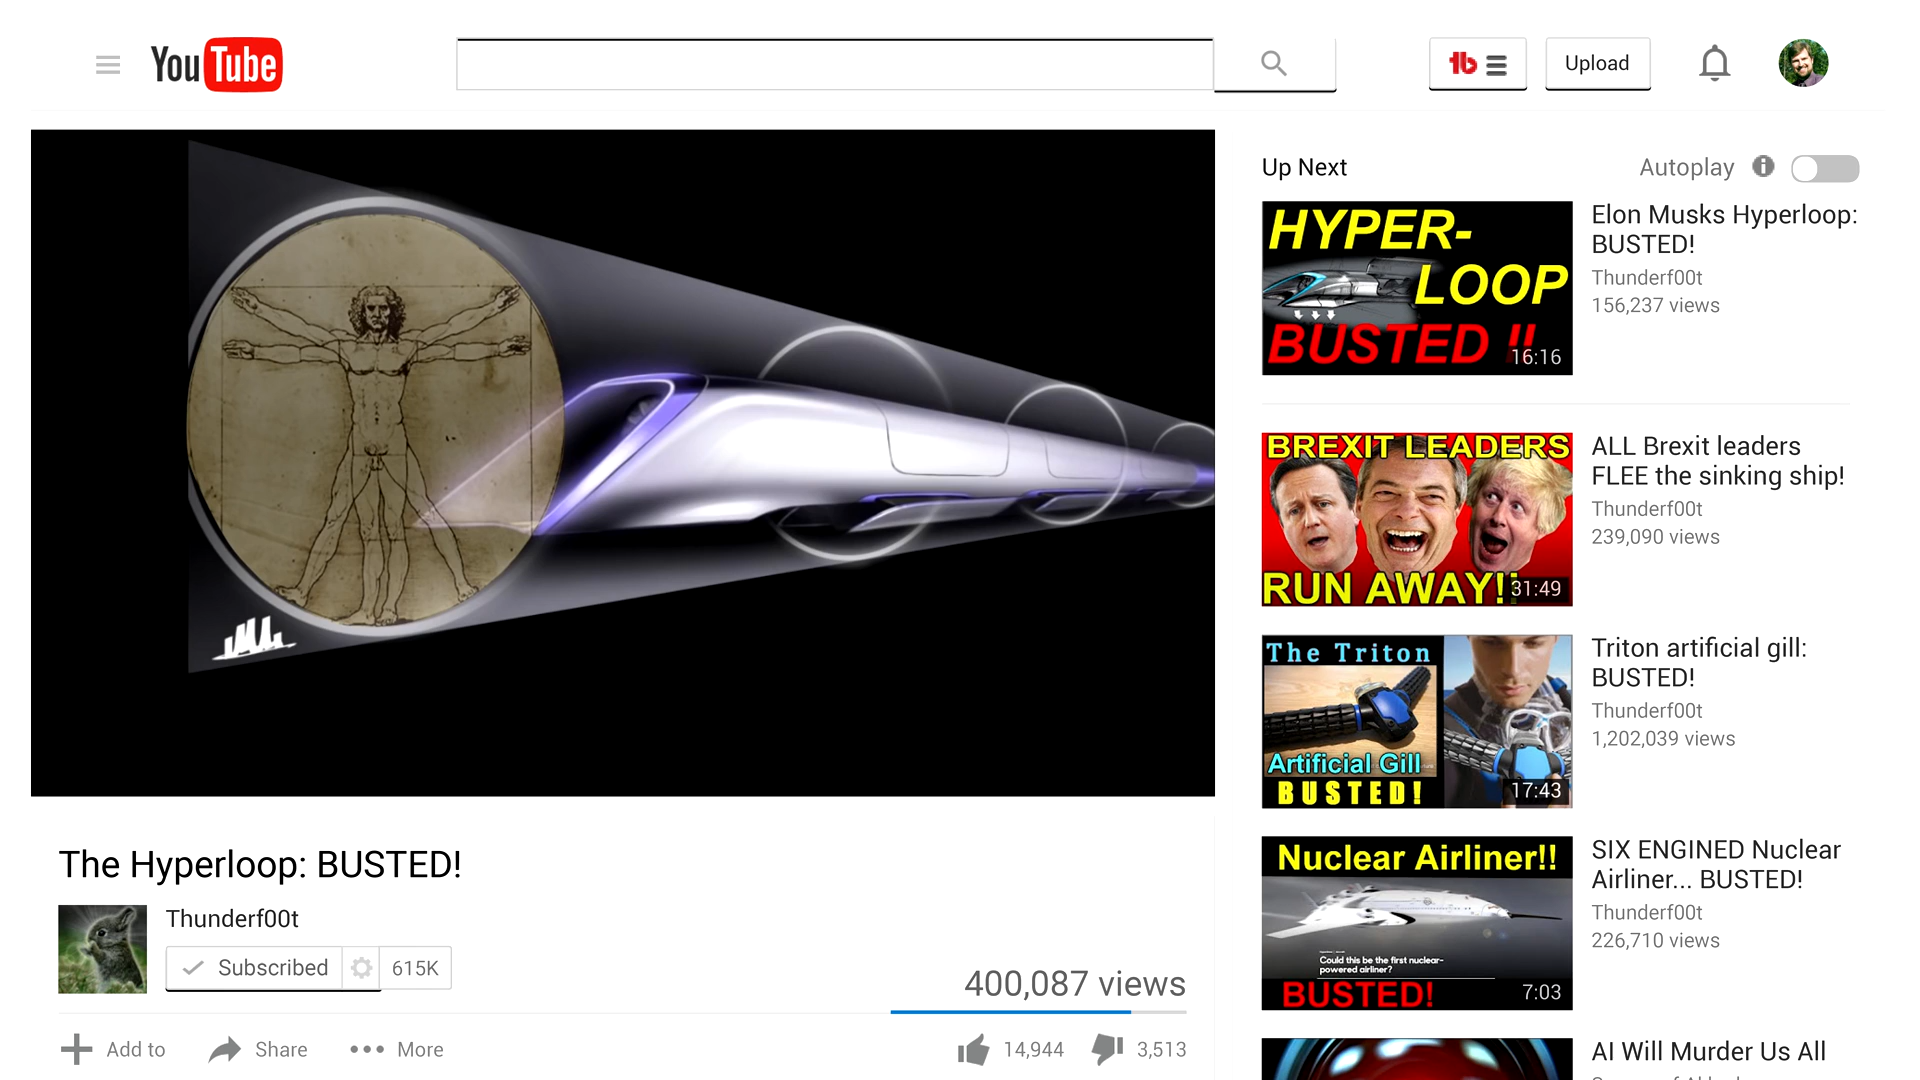 YouTube
Upload
Up Next
Autoplay
HYPER-
LOOP
BUSTED !!
16:16
Elon Musks Hyperloop:
BUSTED!
Thunderf00t
156,237 views
BREXIT LEADERS
RUN AWAY!!
31:49
ALL Brexit leaders
FLEE the sinking ship!
Thunderf00t
239,090 views
The Triton
Artificial Gill
BUSTED!
17:43
Triton artificial gill:
BUSTED!
Thunderf00t
1,202,039 views
Nuclear Airliner!!
Could this be the first nuclear-
powered airliner?
BUSTED!
7:03
SIX ENGINED Nuclear
Airliner... BUSTED!
Thunderf00t
226,710 views
AI Will Murder Us All
The Hyperloop: BUSTED!
Thunderf00t
Subscribed
615K
400,087 views
Add to
Share
More
14,944
3,513